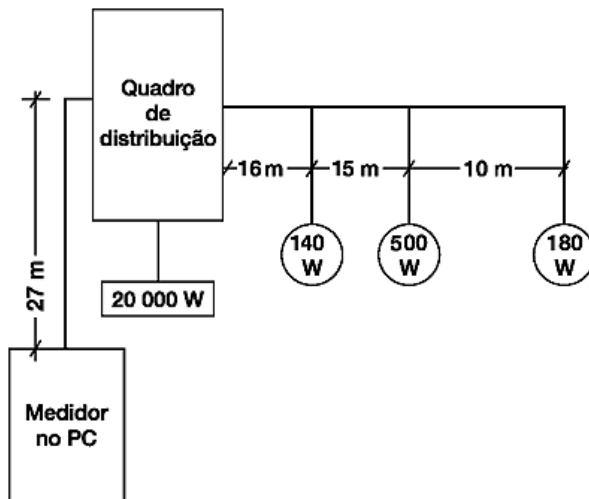 Quadro
de
distribuição
16 m
15 m
10 m
140
W
500
W
180
W
20 000 W
27 m
Medidor
no PC